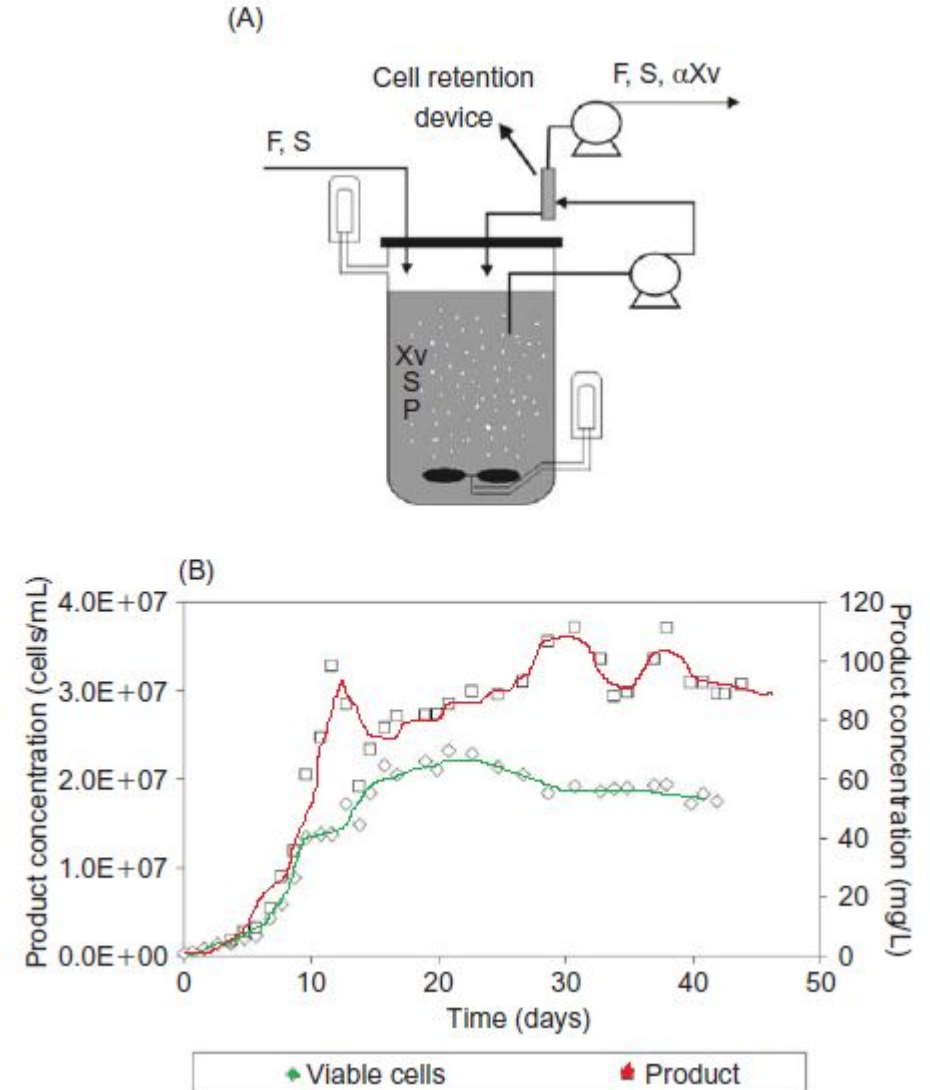 (A)
Cell retention
device
F, S, αXv
F, S
Xv
S
P
(B)
Product concentration (cells/mL)
4.0E+07
3.0E+07
2.0E+07
1.0E+07
0.0E+00
120
100
80
60
40
20
0
Product concentration (mg/L)
0 10 20 30 40 50
Time (days)
Viable cells Product